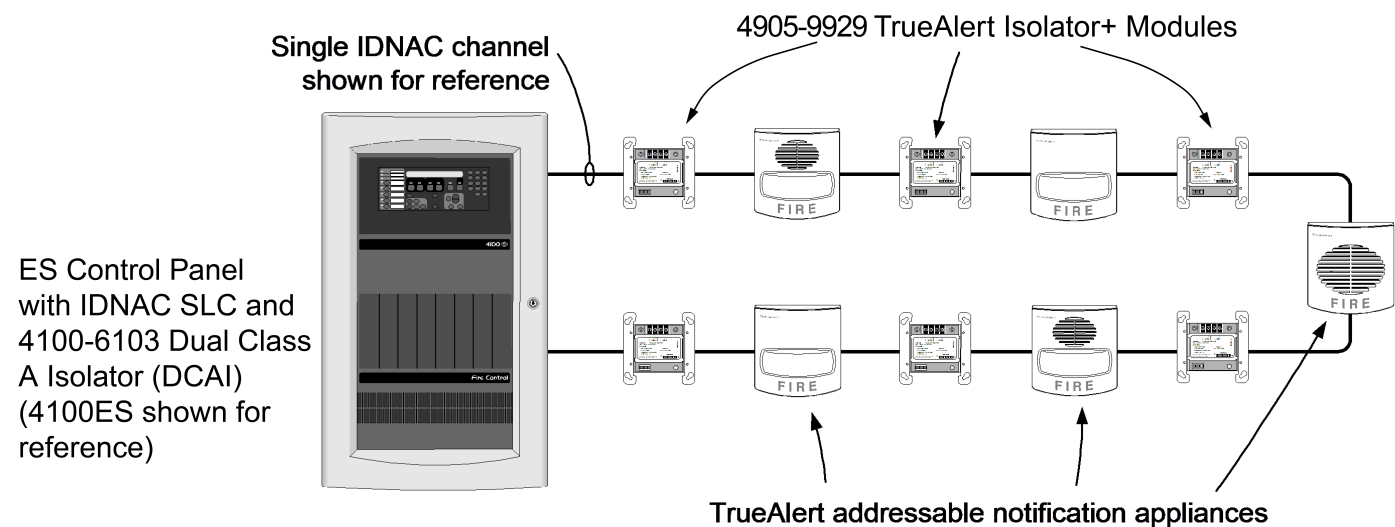 4905-9929 TrueAlert Isolator+ Modules
Single IDNAC channel
shown for reference
FIRE
FIRE
4100
FIRE
ES Control Panel
with IDNAC SLC and
4100-6103 Dual Class
A Isolator (DCAI)
(4100ES shown for
reference)
Fire Control
FIRE
FIRE
TrueAlert addressable notification appliances